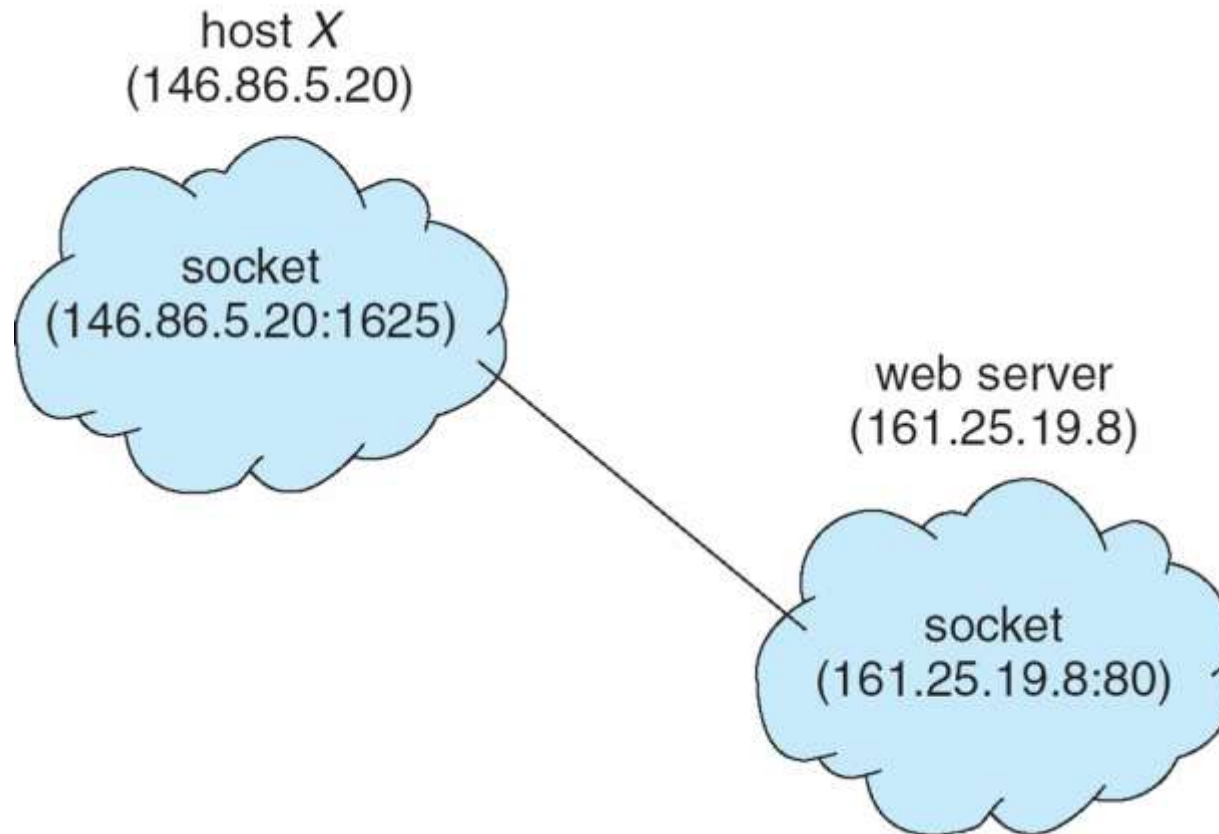 host X
(146.86.5.20)
socket
(146.86.5.20:1625)
web server
(161.25.19.8)
socket
(161.25.19.8:80)